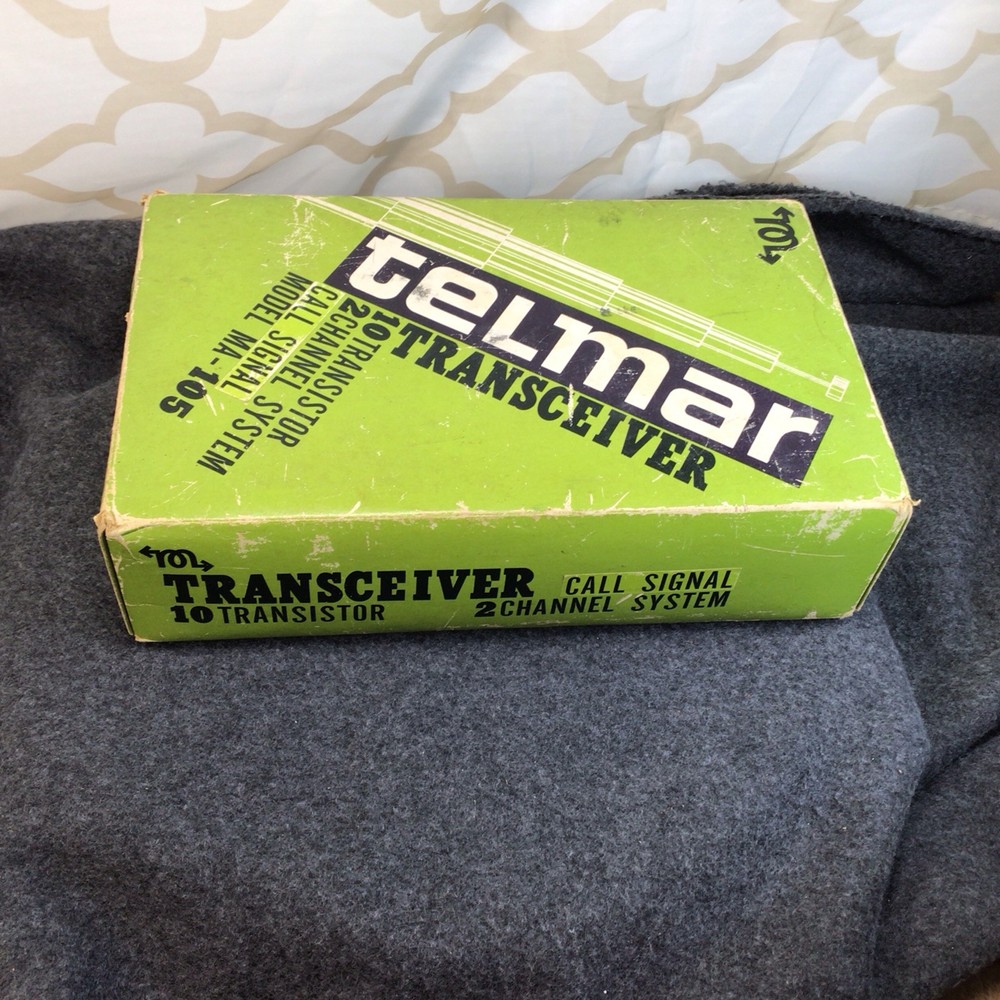 telmar
TRANSCEIVER
10 TRANSISTOR
2 CHANNEL SYSTEM
CALL SIGNAL
MODEL MA-105
TRANSCEIVER
10 TRANSISTOR
CALL SIGNAL
2 CHANNEL SYSTEM